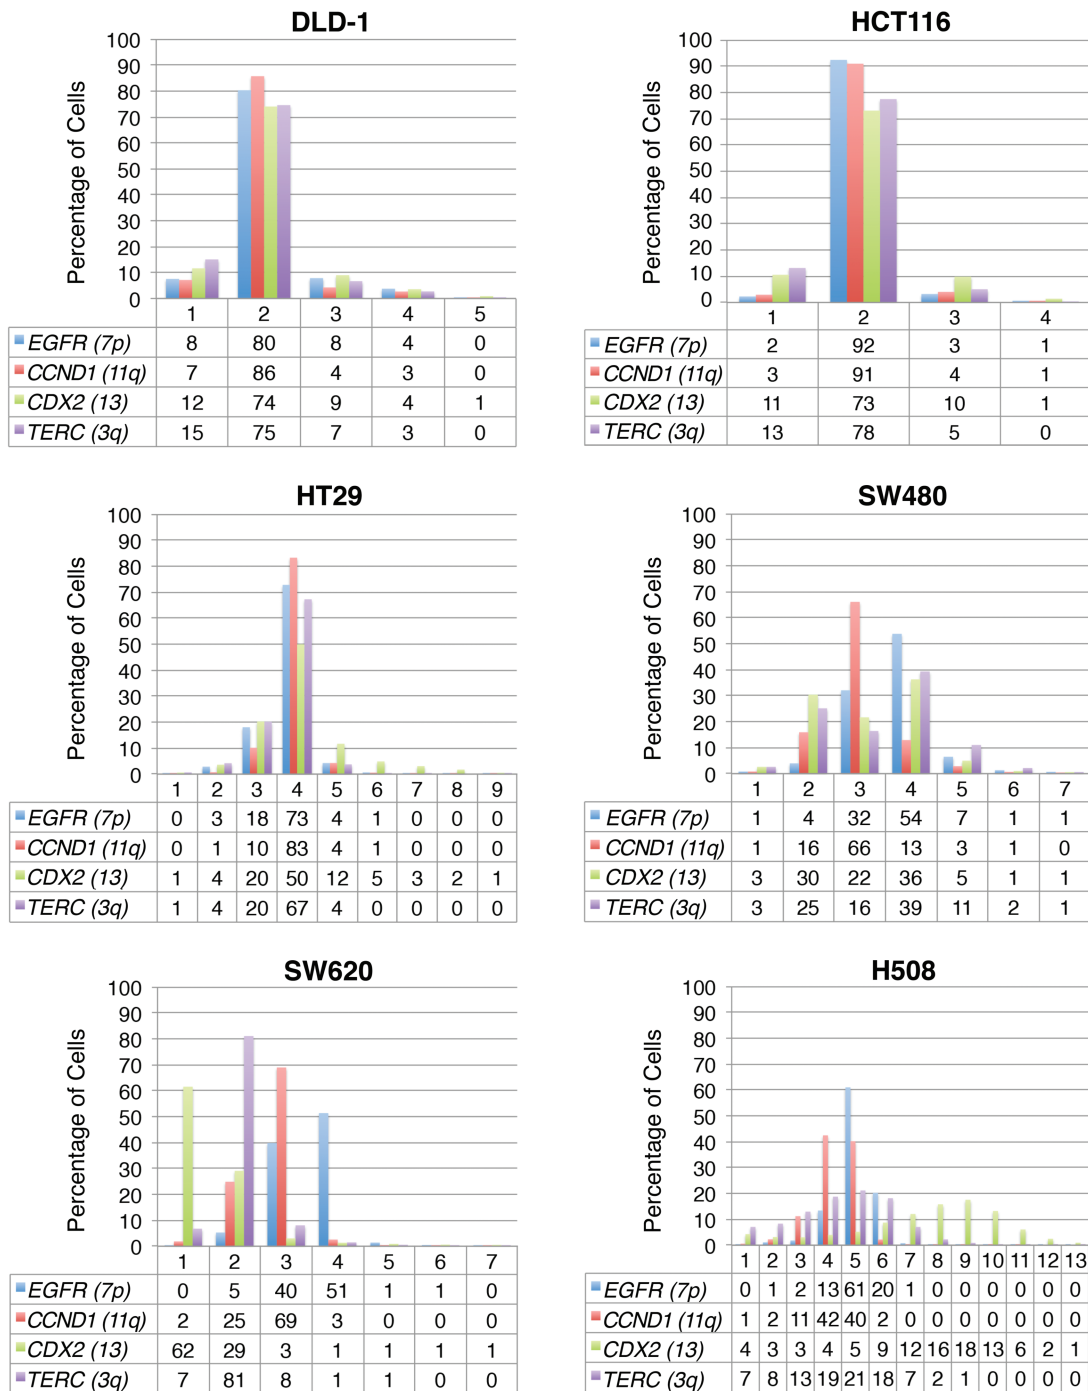 DLD-1
Percentage of Cells
100
90
80
70
60
50
40
30
20
10
0
1 2 3 4 5
EGFR (7p) 8 80 8 4 0
CCND1 (11q) 7 86 4 3 0
CDX2 (13) 12 74 9 4 1
TERC (3q) 15 75 7 3 0
HCT116
Percentage of Cells
100
90
80
70
60
50
40
30
20
10
0
1 2 3 4
EGFR (7p) 2 92 3 1
CCND1 (11q) 3 91 4 1
CDX2 (13) 11 73 10 1
TERC (3q) 13 78 5 0
HT29
Percentage of Cells
100
90
80
70
60
50
40
30
20
10
0
1 2 3 4 5 6 7 8 9
EGFR (7p) 0 3 18 73 4 1 0 0 0
CCND1 (11q) 0 1 10 83 4 1 0 0 0
CDX2 (13) 1 4 20 50 12 5 3 2 1
TERC (3q) 1 4 20 67 4 0 0 0 0
SW480
Percentage of Cells
100
90
80
70
60
50
40
30
20
10
0
1 2 3 4 5 6 7
EGFR (7p) 1 4 32 54 7 1 1
CCND1 (11q) 1 16 66 13 3 1 0
CDX2 (13) 3 30 22 36 5 1 1
TERC (3q) 3 25 16 39 11 2 1
SW620
Percentage of Cells
100
90
80
70
60
50
40
30
20
10
0
1 2 3 4 5 6 7
EGFR (7p) 0 5 40 51 1 1 0
CCND1 (11q) 2 25 69 3 0 0 0
CDX2 (13) 62 29 3 1 1 1 1
TERC (3q) 7 81 8 1 1 0 0
H508
Percentage of Cells
100
90
80
70
60
50
40
30
20
10
0
1 2 3 4 5 6 7 8 9 10 11 12 13
EGFR (7p) 0 1 2 13 61 20 1 0 0 0 0 0 0
CCND1 (11q) 1 2 11 42 40 2 0 0 0 0 0 0 0
CDX2 (13) 4 3 3 4 5 9 12 16 18 13 6 2 1
TERC (3q) 7 8 13 19 21 18 7 2 1 0 0 0 0